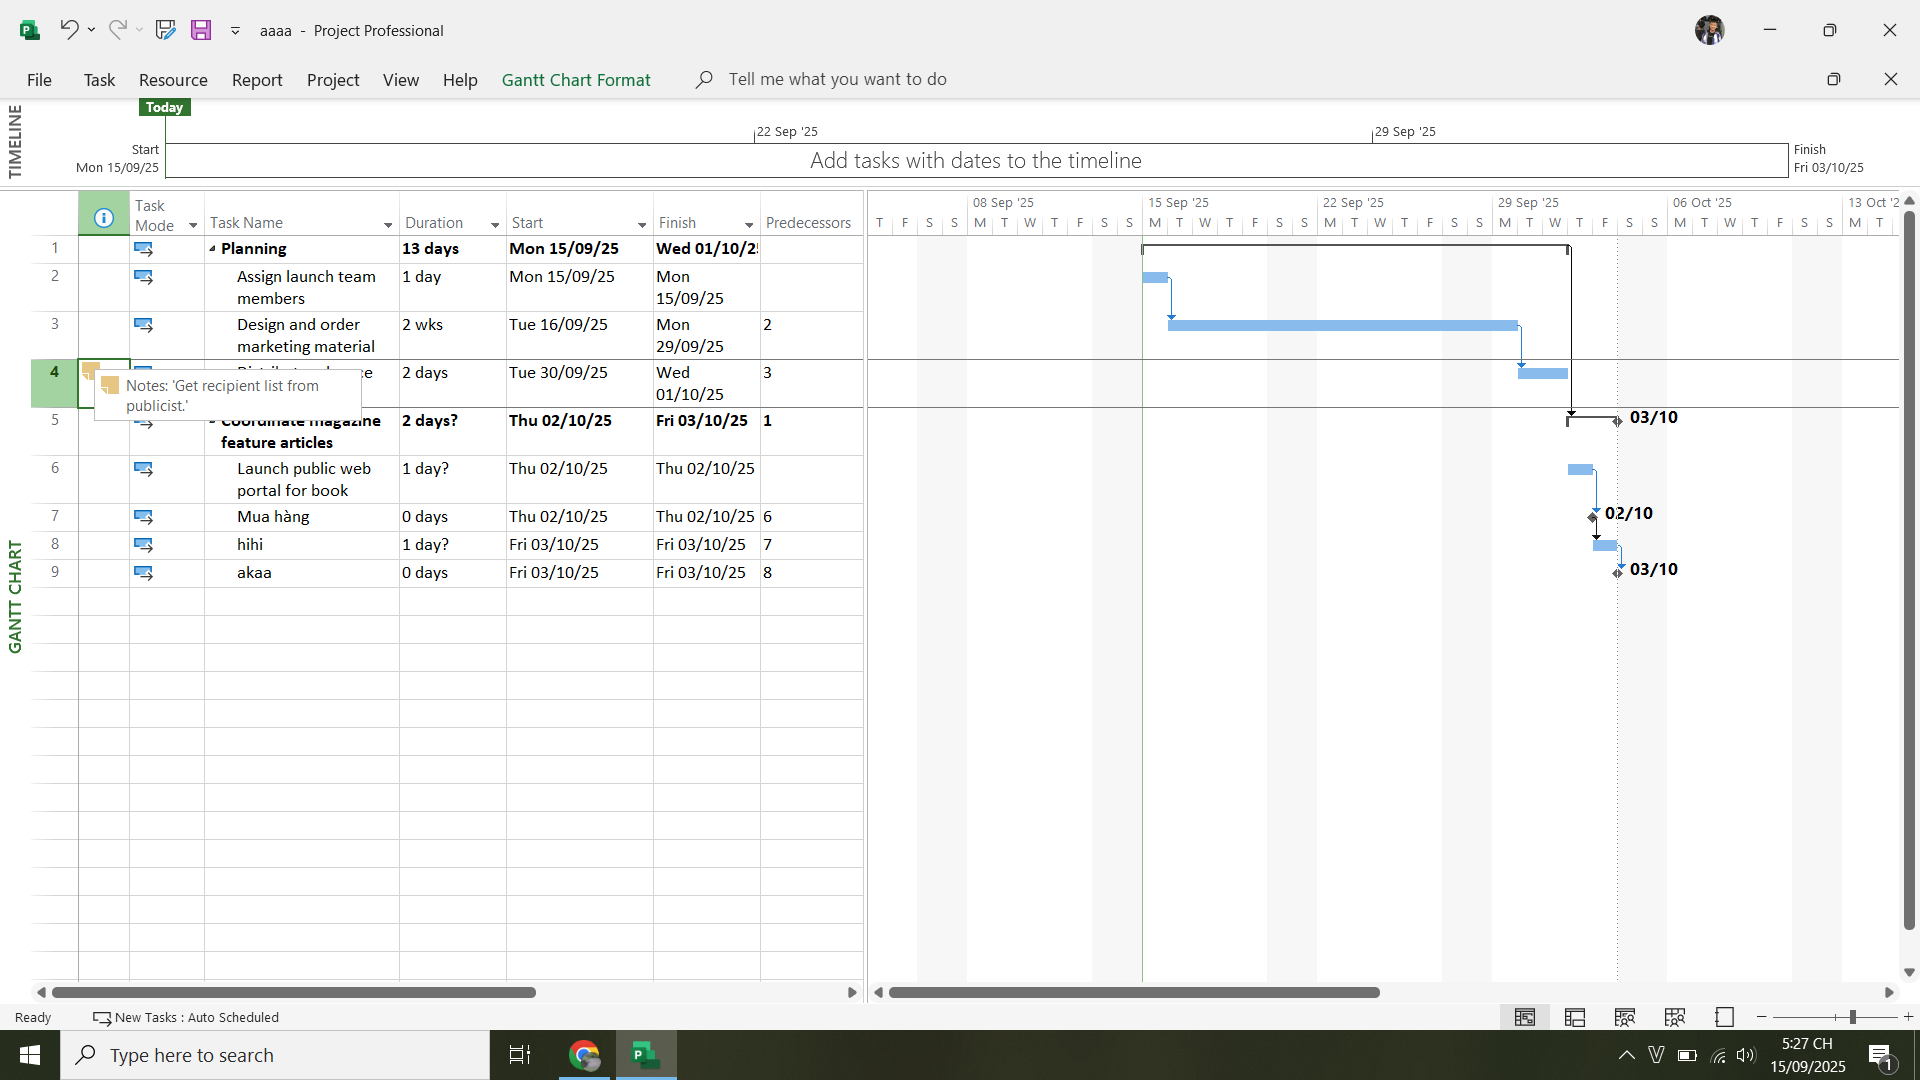 aaaa - Project Professional
File Task Resource Report Project View Help Gantt Chart Format Tell me what you want to do
TIMELINE
Today
22 Sep '25 29 Sep '25
Start
Mon 15/09/25
Add tasks with dates to the timeline
Finish
Fri 03/10/25
GANTT CHART
Task Mode Task Name Duration Start Finish Predecessors
1 Planning 13 days Mon 15/09/25 Wed 01/10/25
2 Assign launch team 1 day Mon 15/09/25 Mon
members 15/09/25
3 Design and order 2 wks Tue 16/09/25 Mon 2
marketing material 29/09/25
4 2 days Tue 30/09/25 Wed 3
01/10/25
Notes: 'Get recipient list from
publicist.'
5 Coordinate magazine 2 days? Thu 02/10/25 Fri 03/10/25 1
feature articles
6 Launch public web 1 day? Thu 02/10/25 Thu 02/10/25
portal for book
7 Mua hàng 0 days Thu 02/10/25 Thu 02/10/25 6
8 hihi 1 day? Fri 03/10/25 Fri 03/10/25 7
9 akaa 0 days Fri 03/10/25 Fri 03/10/25 8
08 Sep '25 15 Sep '25 22 Sep '25 29 Sep '25 06 Oct '25 13 Oct '2
T F S S M T W T F S S M T W T F S S M T W T F S S M T W T F S S M T W T F S S M T
03/10
02/10
03/10
Ready New Tasks : Auto Scheduled
Type here to search
5:27 CH
15/09/2025
1